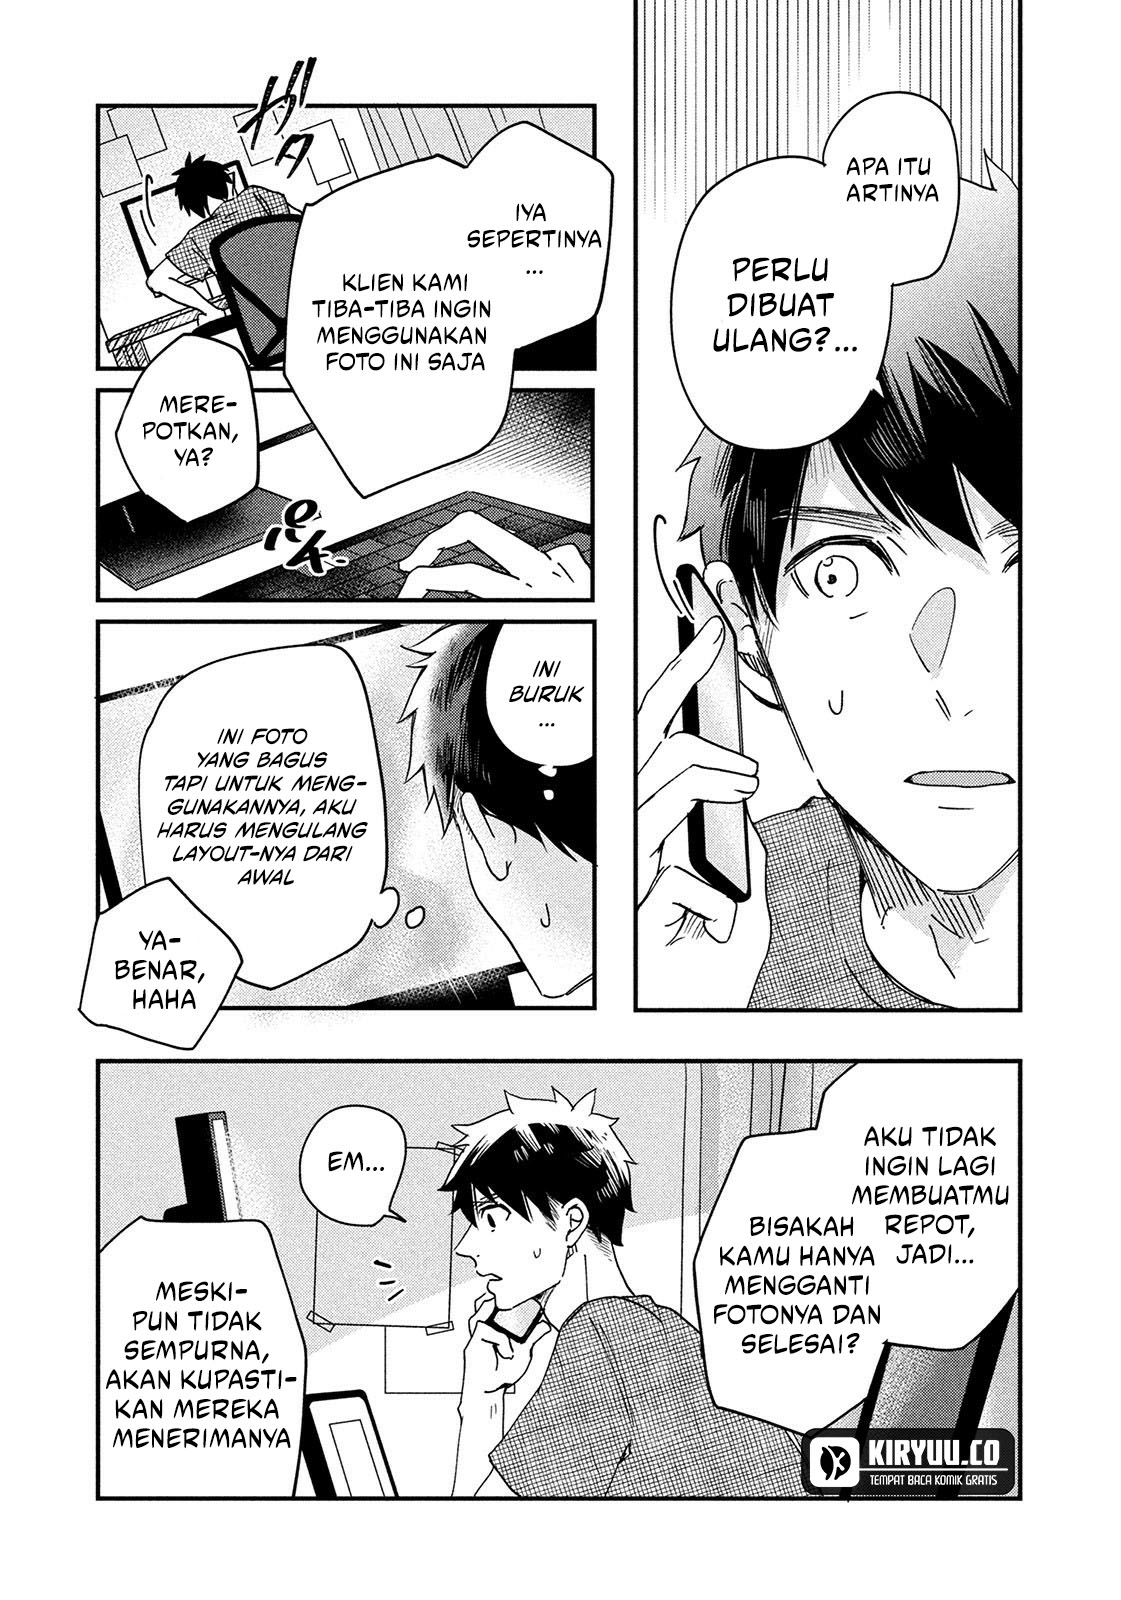 APA ITU
ARTINYA
PERLU
DIBUAT
ULANG?...
ガタ
IYA
SEPERTINYA
...
KLIEN KAMI
TIBA-TIBA INGIN
MENGGUNAKAN
FOTO INI SAJA
MERE-
POTKAN,
YA?
INI
BURUK
...
INI FOTO
YANG BAGUS
TAPI UNTUK MENG-
GUNAKANNYA, AKU
HARUS MENGULANG
LAYOUT-NYA DARI
AWAL
YA-
BENAR,
HAHA
AKU TIDAK
INGIN LAGI
MEMBUATMU
REPOT,
JADI...
BISAKAH
KAMU HANYA
MENGGANTI
FOTONYA DAN
SELESAI?
EM...
MESKI-
PUN TIDAK
SEMPURNA,
AKAN KUPASTI-
KAN MEREKA
MENERIMANYA
KIRYUU.CO
TEMPAT BACA KOMIK GRATIS